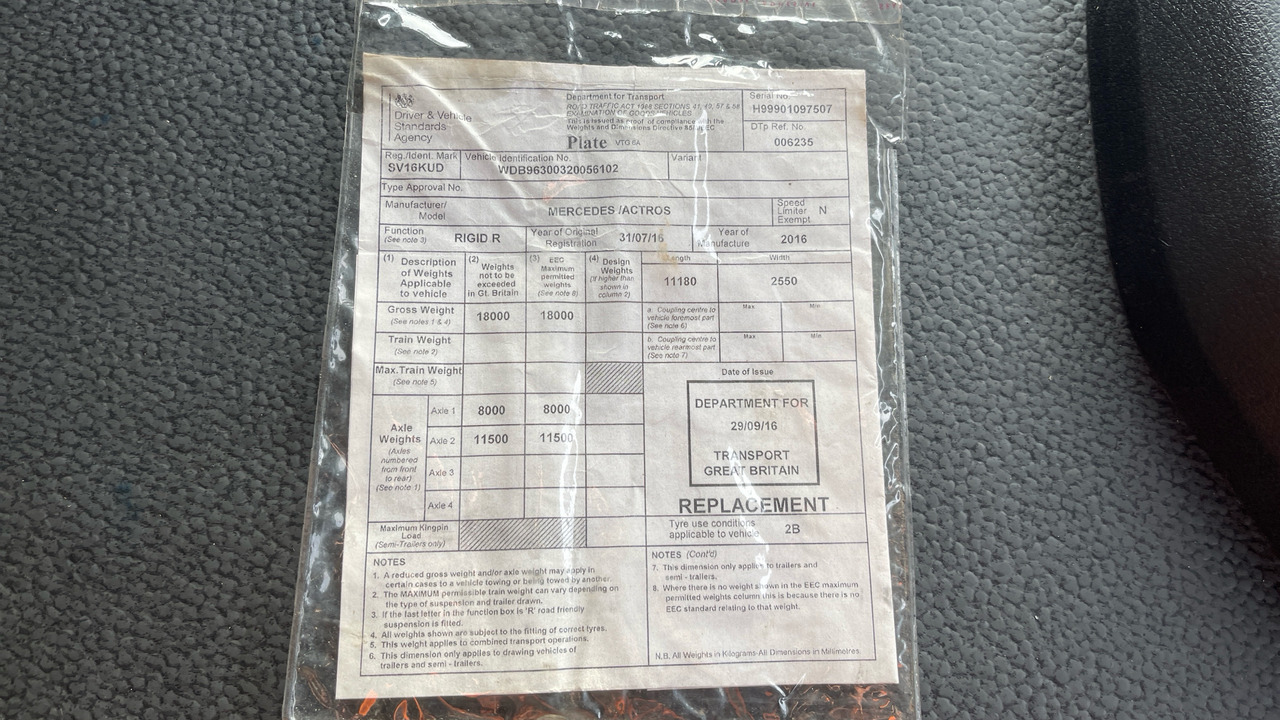 Driver & Vehicle
Standards
Agency
Department for Transport
ROAD TRAFFIC ACT 1988 SECTIONS 41, 49, 57 & 58
EXAMINATION OF GOODS VEHICLES
This is issued as proof of compliance with the
Weights and Dimensions Directive
Plate VTG 6A
Serial No
H99901097507
DTp Ref. No.
006235
Reg/Ident. Mark
SV16KUD
Vehicle Identification No.
WDB96300320056102
Variant
Type Approval No.
Manufacturer/
Model
MERCEDES /ACTROS
Speed
Limiter
Exempt
N
Function
(See note 3)
RIGID R
Year of Original
Registration
31/07/16
Year of
Manufacture
2016
(1) Description
of Weights
Applicable
to vehicle
(2) Weights
not to be
exceeded
in Gt. Britain
(3) EEC
Maximum
permitted
weights
(See note 8)
(4) Design
Weights
(if higher than
shown in
column 2)
Length
11180
Width
2550
Gross Weight
(See notes 1 & 4)
18000
18000
a. Coupling centre to
vehicle foremost part
(See note 6)
Max
Min
Train Weight
(See note 2)
b. Coupling centre to
vehicle rearmost part
(See note 7)
Max
Min
Max.Train Weight
(See note 5)
Axle
Weights
(Axles
numbered
from front
to rear)
(See note 1)
Axle 1
8000
8000
Axle 2
11500
11500
Axle 3
Axle 4
Maximum Kingpin
Load
(Semi-Trailers only)
Date of Issue
DEPARTMENT FOR
29/09/16
TRANSPORT
GREAT BRITAIN
REPLACEMENT
Tyre use conditions
applicable to vehicle
2B
NOTES
1. A reduced gross weight and/or axle weight may apply in
certain cases to a vehicle towing or being towed by another.
2. The MAXIMUM permissible train weight can vary depending on
the type of suspension and trailer drawn.
3. If the last letter in the function box is 'R' road friendly
suspension is fitted.
4. All weights shown are subject to the fitting of correct tyres.
5. This weight applies to combined transport operations.
6. This dimension only applies to drawing vehicles of
trailers and semi - trailers.
NOTES (Cont'd)
7. This dimension only applies to trailers and
semi - trailers.
8. Where there is no weight shown in the EEC maximum
permitted weights column this is because there is no
EEC standard relating to that weight.
N.B. All Weights in Kilograms-All Dimensions in Millimetres